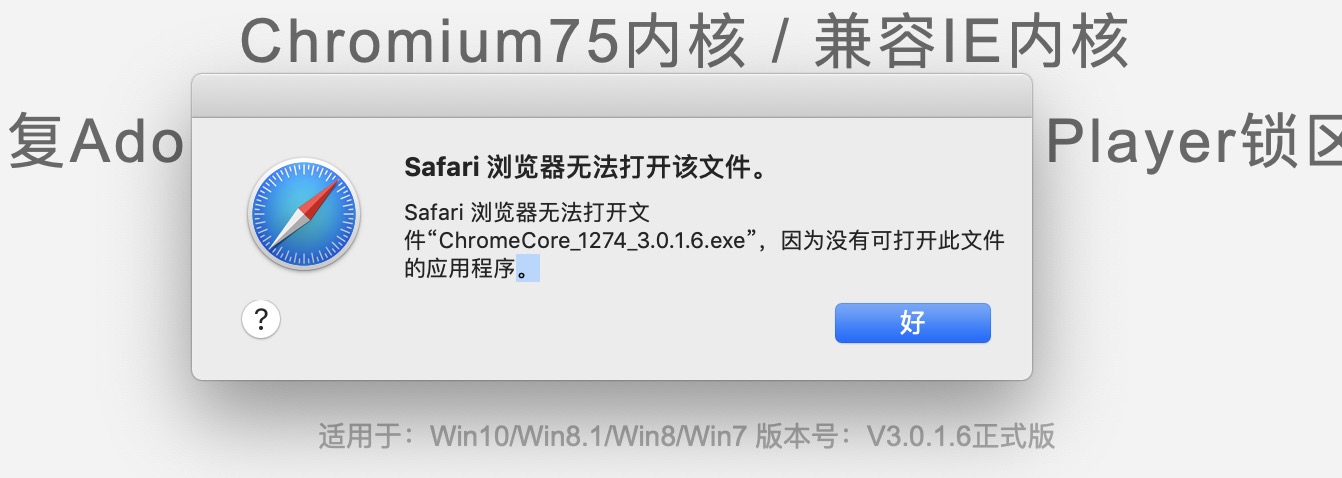 Chromium75内核 / 兼容IE内核
复Ado
Player锁区
Safari 浏览器无法打开该文件。
Safari 浏览器无法打开文
件“ChromeCore_1274_3.0.1.6.exe”，因为没有可打开此文件
的应用程序。
?
好
适用于：Win10/Win8.1/Win8/Win7 版本号：V3.0.1.6正式版